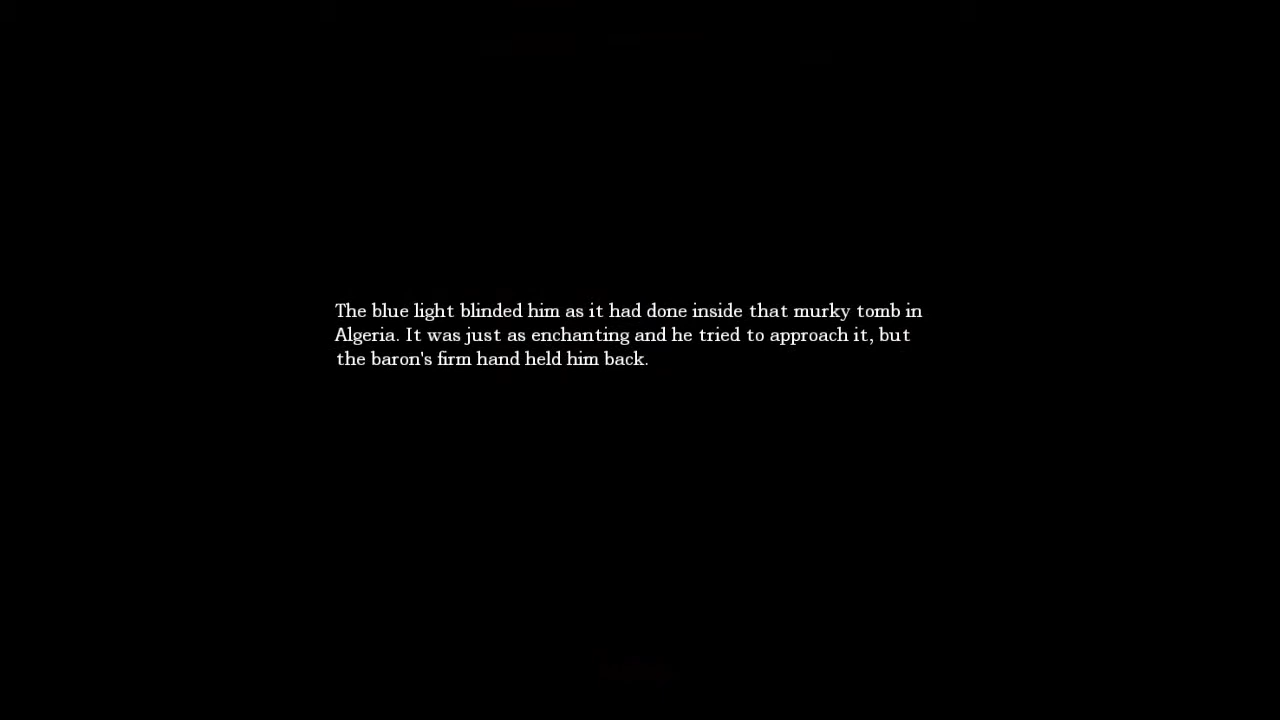 The blue light blinded him as it had done inside that murky tomb in
Algeria. It was just as enchanting and he tried to approach it, but
the baron's firm hand held him back.